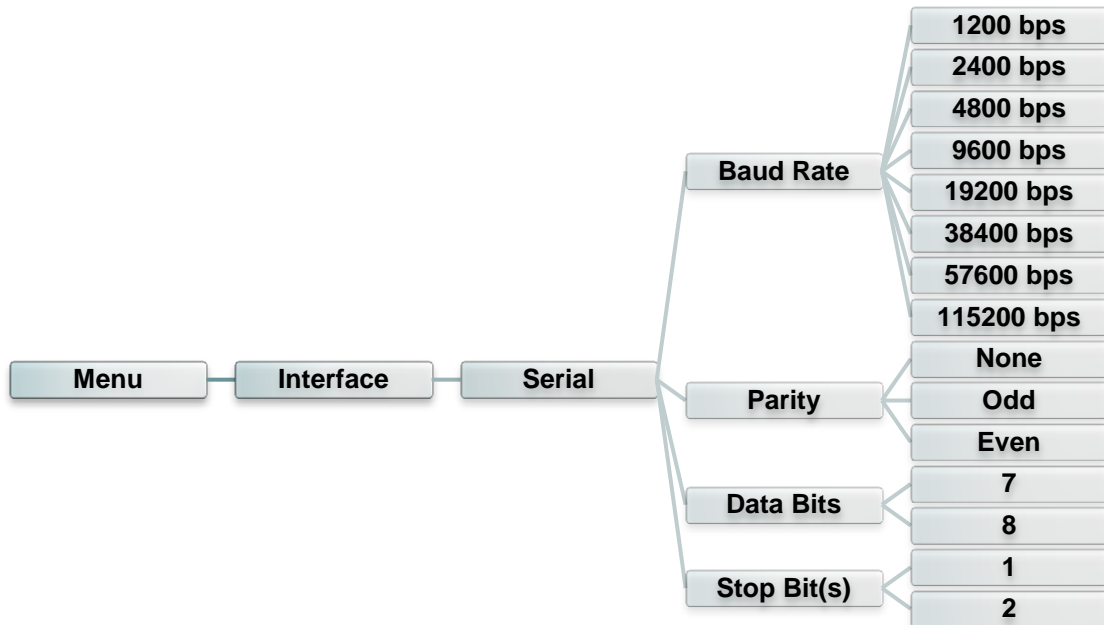 Menu
Interface
Serial
Baud Rate
1200 bps
2400 bps
4800 bps
9600 bps
19200 bps
38400 bps
57600 bps
115200 bps
Parity
None
Odd
Even
Data Bits
7
8
Stop Bit(s)
1
2